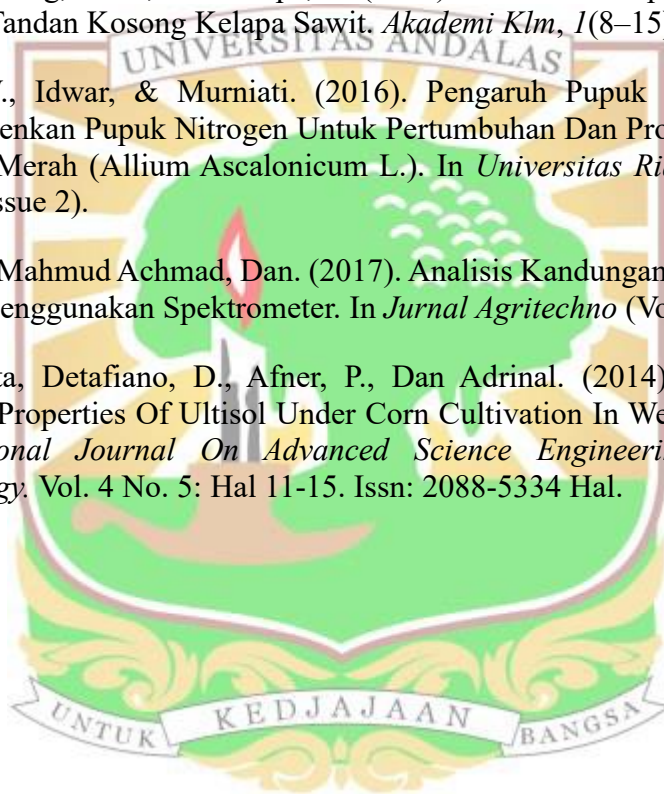 Tandan Kosong Kelapa Sawit. Akademi Klm, 1(8–15)
UNIVERSITAS ANDALAS
Idwar, & Murniati. (2016). Pengaruh Pupuk
enkan Pupuk Nitrogen Untuk Pertumbuhan Dan Pro
Merah (Allium Ascalonicum L.). In Universitas Ria
ssue 2).
Mahmud Achmad, Dan. (2017). Analisis Kandungan
enggunakan Spektrometer. In Jurnal Agritechno (Vo
ta, Detafiano, D., Afner, P., Dan Adrinal. (2014)
Properties Of Ultisol Under Corn Cultivation In We
onal Journal On Advanced Science Engineeri
gy. Vol. 4 No. 5: Hal 11-15. Issn: 2088-5334 Hal.
UNTUK KEDJAJAAN BANGSA